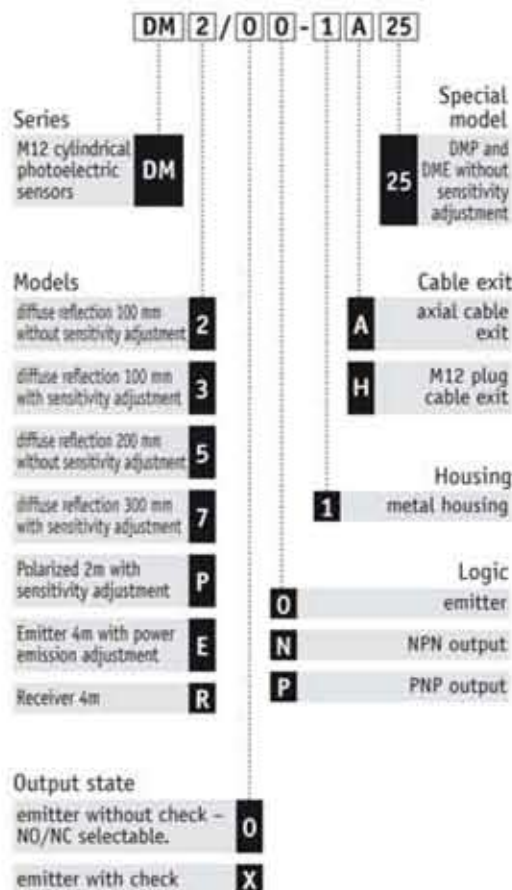 DM 2 / 0 0 - 1 A 25
Series
M12 cylindrical
photoelectric
sensors
DM
Special
model
25
DMP and
DME without
sensitivity
adjustment
Models
diffuse reflection 100 mm
without sensitivity adjustment
2
diffuse reflection 100 mm
with sensitivity adjustment
3
diffuse reflection 200 mm
without sensitivity adjustment
5
diffuse reflection 300 mm
with sensitivity adjustment
7
Polarized 2m with
sensitivity adjustment
P
Emitter 4m with power
emission adjustment
E
Receiver 4m
R
Cable exit
A
axial cable
exit
H
M12 plug
cable exit
Housing
1
metal housing
Logic
0
emitter
N
NPN output
P
PNP output
Output state
emitter without check –
NO/NC selectable.
0
emitter with check
X